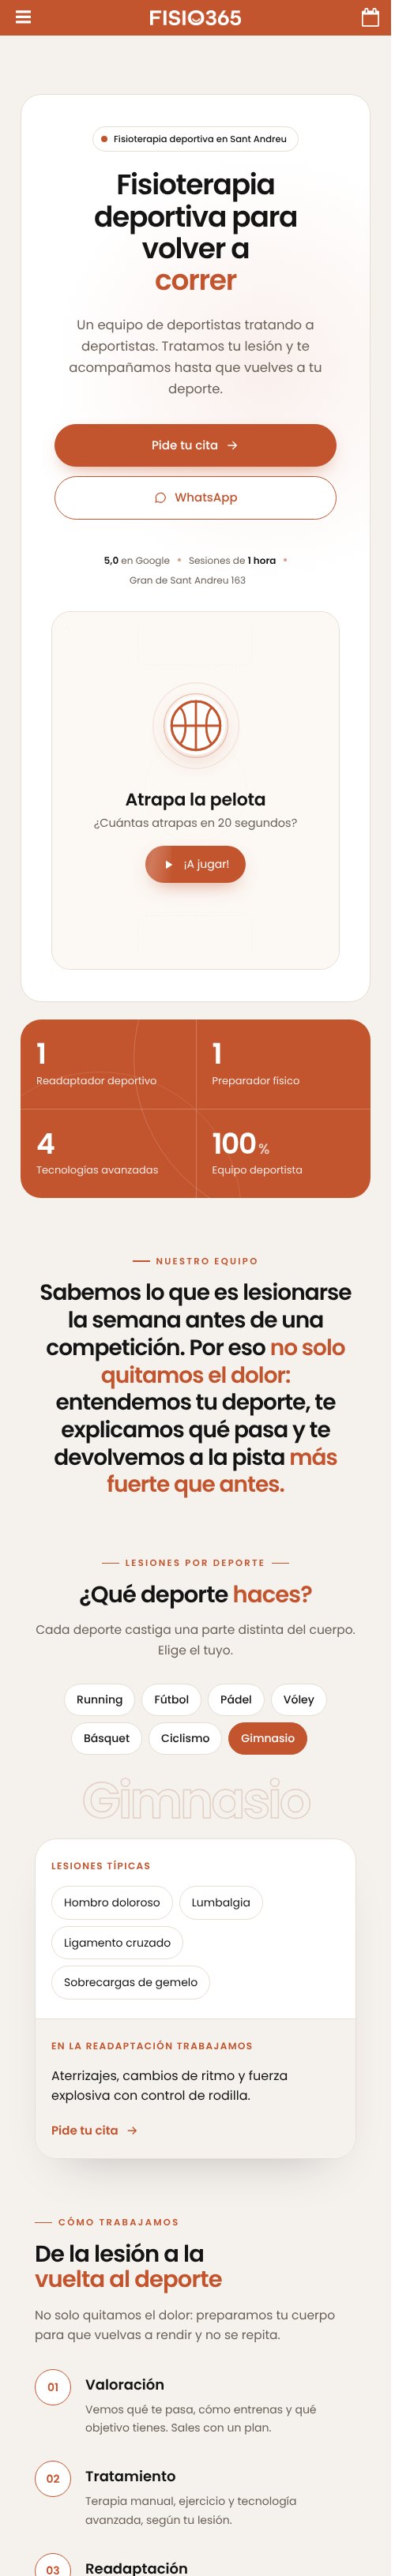 FISIO365
Fisioterapia deportiva en Sant Andreu
Fisioterapia
deportiva para
volver a
correr
Un equipo de deportistas tratando a
deportistas. Tratamos tu lesión y te
acompañamos hasta que vuelves a tu
deporte.
Pide tu cita →
WhatsApp
5,0 en Google • Sesiones de 1 hora •
Gran de Sant Andreu 163
Atrapa la pelota
¿Cuántas atrapas en 20 segundos?
¡A jugar!
1
Readaptador deportivo
1
Preparador físico
4
Tecnologías avanzadas
100%
Equipo deportista
NUESTRO EQUIPO
Sabemos lo que es lesionarse
la semana antes de una
competición. Por eso no solo
quitamos el dolor:
entendemos tu deporte, te
explicamos qué pasa y te
devolvemos a la pista más
fuerte que antes.
LESIONES POR DEPORTE
¿Qué deporte haces?
Cada deporte castiga una parte distinta del cuerpo.
Elige el tuyo.
Running Fútbol Pádel Vóley
Básquet Ciclismo Gimnasio
Gimnasio
LESIONES TÍPICAS
Hombro doloroso Lumbalgia
Ligamento cruzado
Sobrecargas de gemelo
EN LA READAPTACIÓN TRABAJAMOS
Aterrizajes, cambios de ritmo y fuerza
explosiva con control de rodilla.
Pide tu cita →
CÓMO TRABAJAMOS
De la lesión a la
vuelta al deporte
No solo quitamos el dolor: preparamos tu cuerpo
para que vuelvas a rendir y no se repita.
01 Valoración
Vemos qué te pasa, cómo entrenas y qué
objetivo tienes. Sales con un plan.
02 Tratamiento
Terapia manual, ejercicio y tecnología
avanzada, según tu lesión.
03 Readaptación